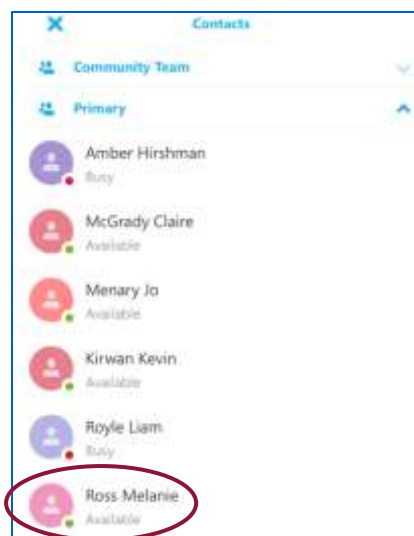 Contacts
Community Team
Primary
Amber Hirshman
Busy
McGrady Claire
Available
Menary Jo
Available
Kirwan Kevin
Available
Royle Liam
Busy
Ross Melanie
Available